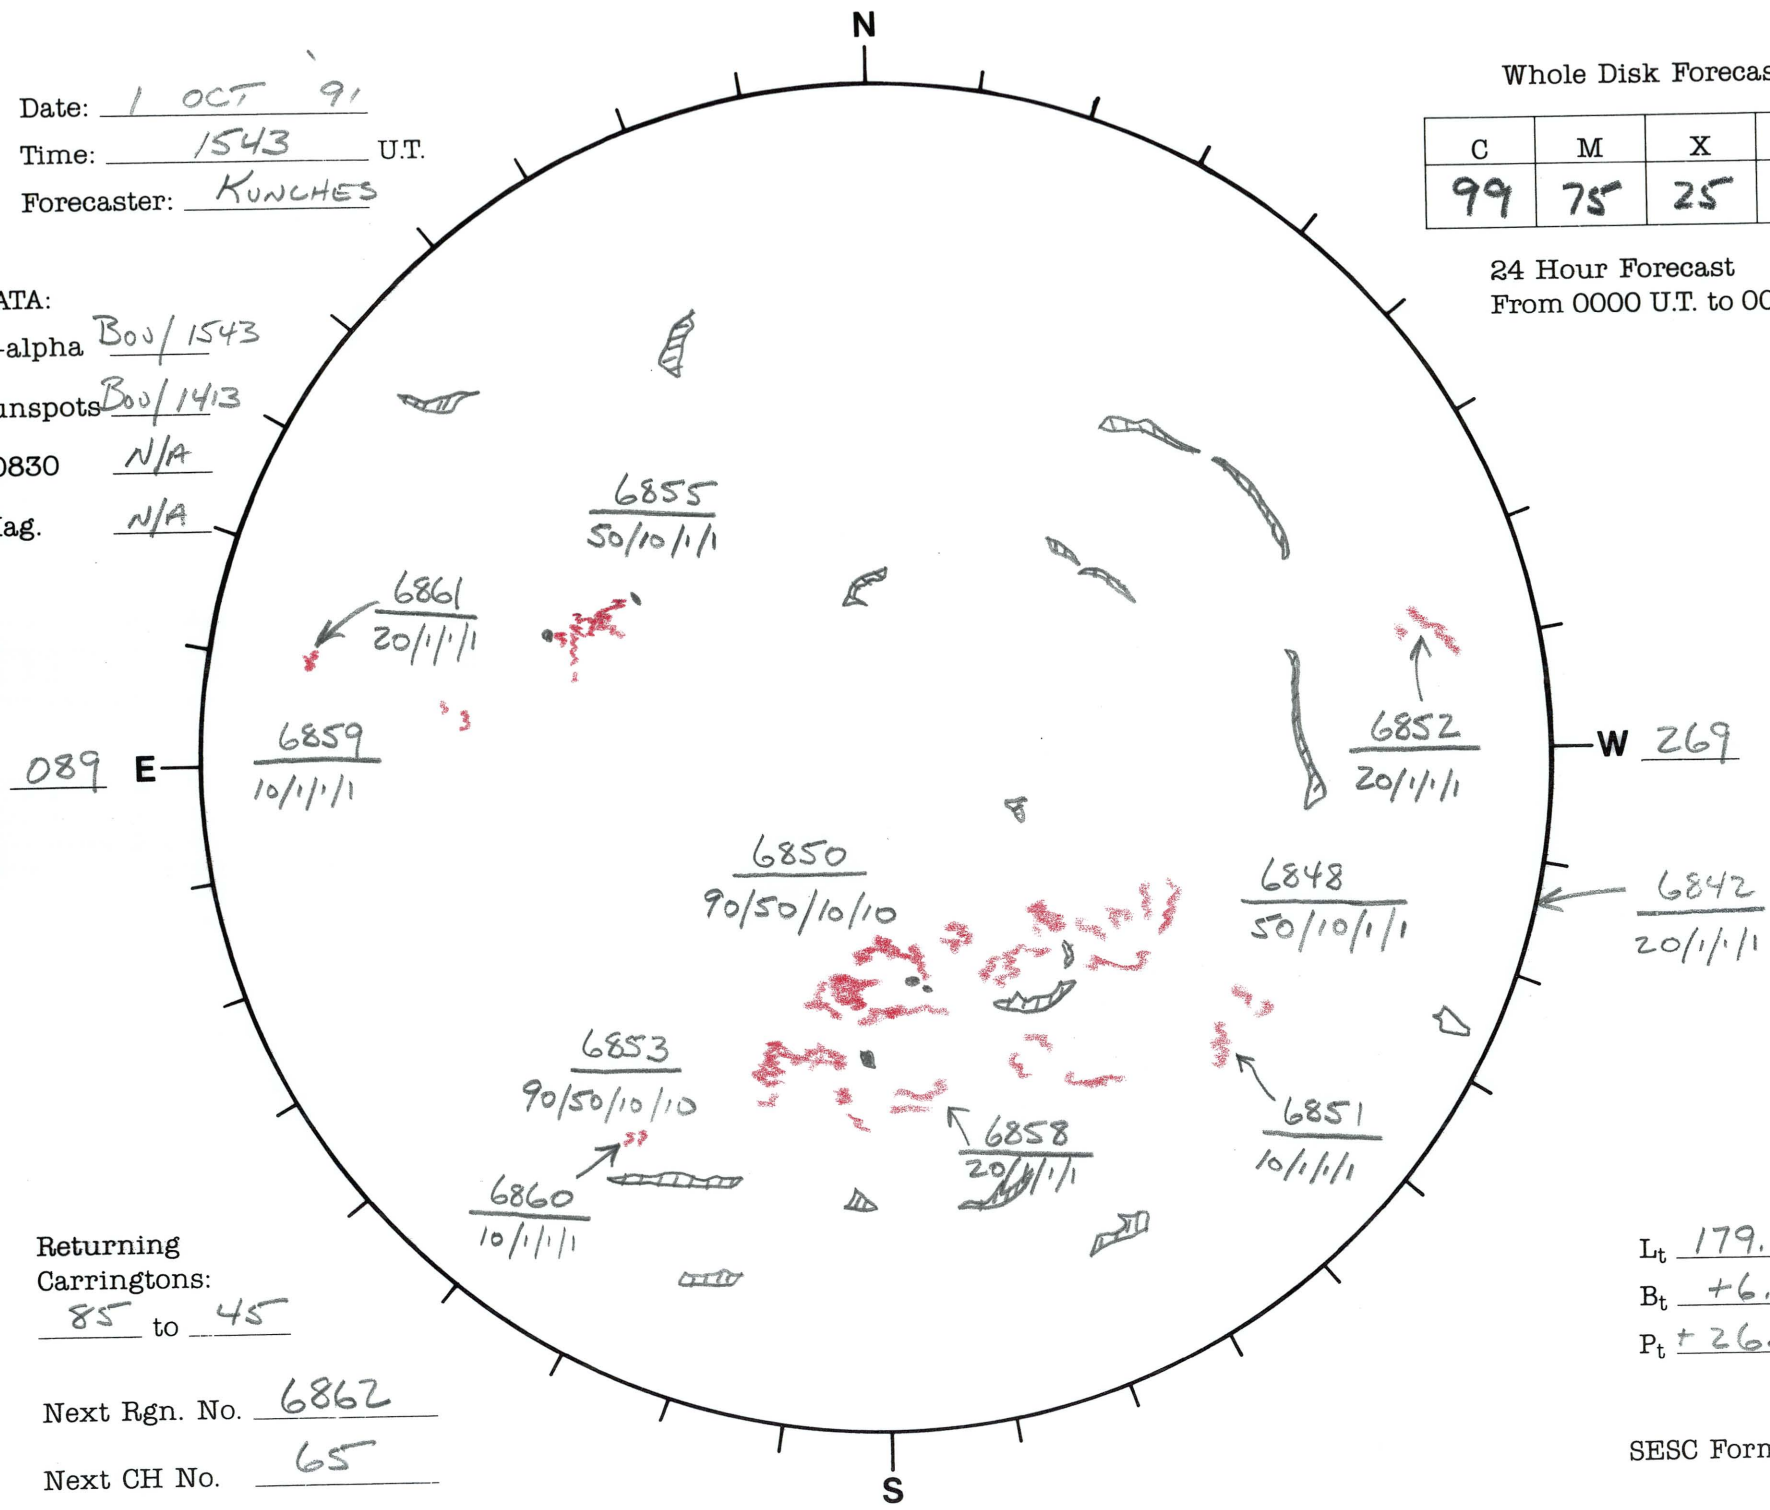 N
Date: 1 OCT '91
Time: 1543 U.T.
Forecaster: KUNCHES
Whole Disk Forecas
C M X
99 75 25
24 Hour Forecast
From 0000 U.T. to 00
ATA:
-alpha Bou/1543
unspots Bou/1413
0830 N/A
Mag. N/A
6855
50/10/1/1
6861
20/1/1/1
6859
10/1/1/1
089 E
W 269
6852
20/1/1/1
6850
90/50/10/10
6848
50/10/1/1
6842
20/1/1/1
6853
90/50/10/10
6858
20/1/1/1
6851
10/1/1/1
6860
10/1/1/1
Returning
Carringtons:
85 to 45
Next Rgn. No. 6862
Next CH No. 65
Lt 179.
Bt +6.
Pt +26.
SESC Form
S